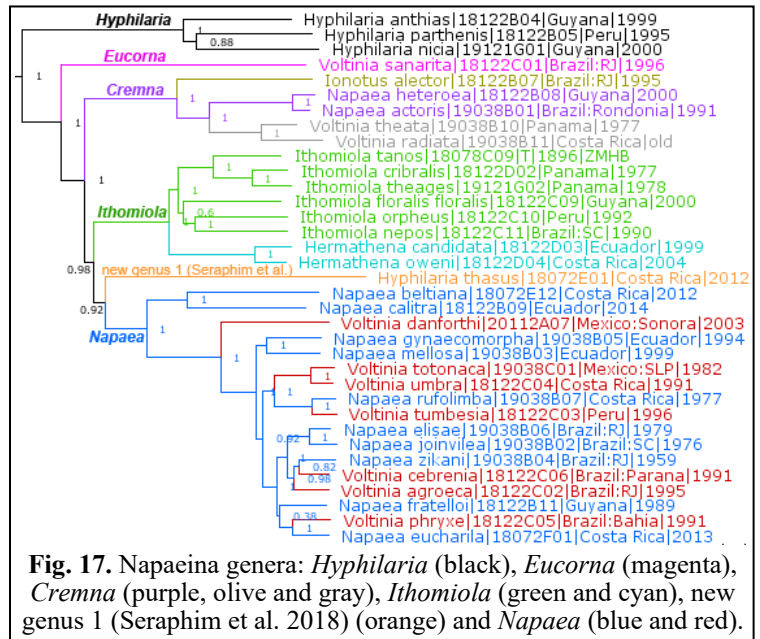 Hyphilaria
Hyphilaria anthias|18122B04|Guyana|1999
1
Hyphilaria parthenis|18122B05|Peru|1995
0.88
Hyphilaria nicia|19121G01|Guyana|2000
Eucorna
Voltinia sanarita|18122C01|Brazil:RJ|1996
1
Ionotus alector|18122B07|Brazil:RJ|1995
Cremna
1
Napaea heteroea|18122B08|Guyana|2000
1
1
Napaea actoris|19038B01|Brazil:Rondonia|1991
1
Voltinia theata|19038B10|Panama|1977
1
Voltinia radiata|19038B11|Costa Rica|old
Ithomiola tanos|18078C09|T|1896|ZMHB
1
Ithomiola cribralis|18122D02|Panama|1977
1
1
Ithomiola theages|19121G02|Panama|1978
Ithomiola floralis floralis|18122C09|Guyana|2000
Ithomiola
0.6
Ithomiola orpheus|18122C10|Peru|1992
1
1
1
Ithomiola nepos|18122C11|Brazil:SC|1990
Hermathena candidata|18122D03|Ecuador|1999
1
Hermathena oweni|18122D04|Costa Rica|2004
0.98
new genus 1 (Seraphim et al.)
Hyphilaria thasus|18072E01|Costa Rica|2012
Napaea beltiana|18072E12|Costa Rica|2012
1
0.92
Napaea calitra|18122B09|Ecuador|2014
Voltinia danforthi|20112A07|Mexico:Sonora|2003
Napaea
1
Napaea gynaecomorpha|19038B05|Ecuador|1994
1
1
Napaea mellosa|19038B03|Ecuador|1999
Voltinia totonaca|19038C01|Mexico:SLP|1982
1
Voltinia umbra|18122C04|Costa Rica|1991
1
Napaea rufolimba|19038B07|Costa Rica|1977
1
Voltinia tumbesia|18122C03|Peru|1996
Napaea elisae|19038B06|Brazil:RJ|1979
0.92
1
Napaea joinvilea|19038B02|Brazil:SC|1976
Napaea zikani|19038B04|Brazil:RJ|1959
1
0.82
Voltinia cebrenia|18122C06|Brazil:Parana|1991
0.98
Voltinia agroeca|18122C02|Brazil:RJ|1995
Napaea fratelloi|18122B11|Guyana|1989
0.38
Voltinia phryxe|18122C05|Brazil:Bahia|1991
1
Napaea eucharila|18072F01|Costa Rica|2013
Fig. 17. Napaeina genera: Hyphilaria (black), Eucorna (magenta),
Cremna (purple, olive and gray), Ithomiola (green and cyan), new
genus 1 (Seraphim et al. 2018) (orange) and Napaea (blue and red).